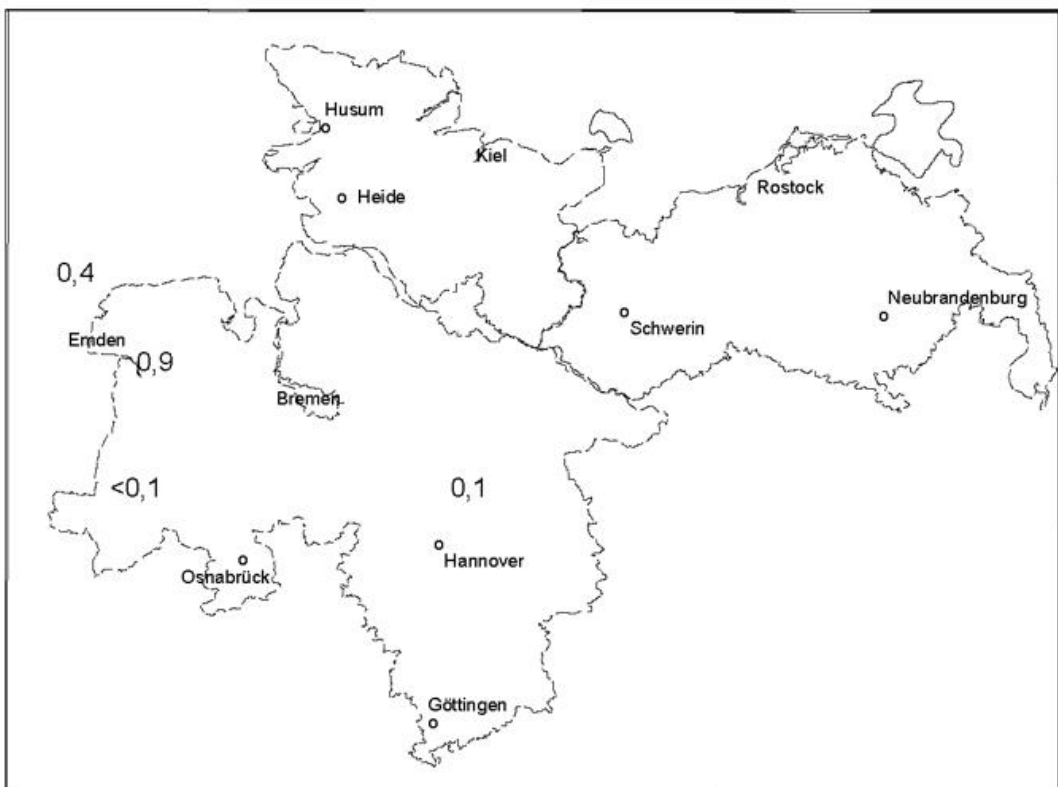 Husum
Kiel
Rostock
Heide
0,4
Neubrandenburg
Schwerin
Emden
0,9
Bremen
<0,1
0,1
Hannover
Osnabrück
Göttingen